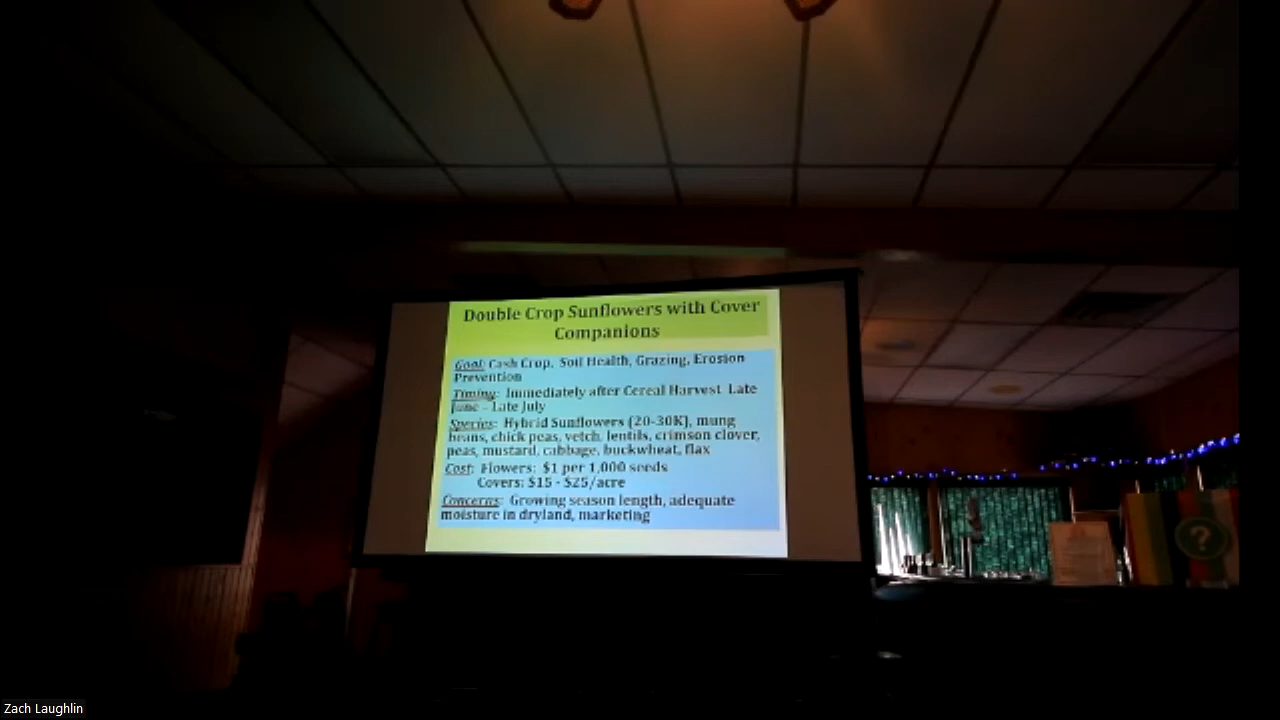 Double Crop Sunflowers with Cover
Companions
Goal: Cash Crop, Soil Health, Grazing, Erosion
Prevention
Timing: Immediately after Cereal Harvest Late
June - Late July
Species: Hybrid Sunflowers (20-30K), mung
beans, chick peas, vetch, lentils, crimson clover,
peas, mustard, cabbage, buckwheat, flax
Cost: Flowers: $1 per 1,000 seeds
Covers: $15 - $25/acre
Concerns: Growing season length, adequate
moisture in dryland, marketing
?
Zach Laughlin